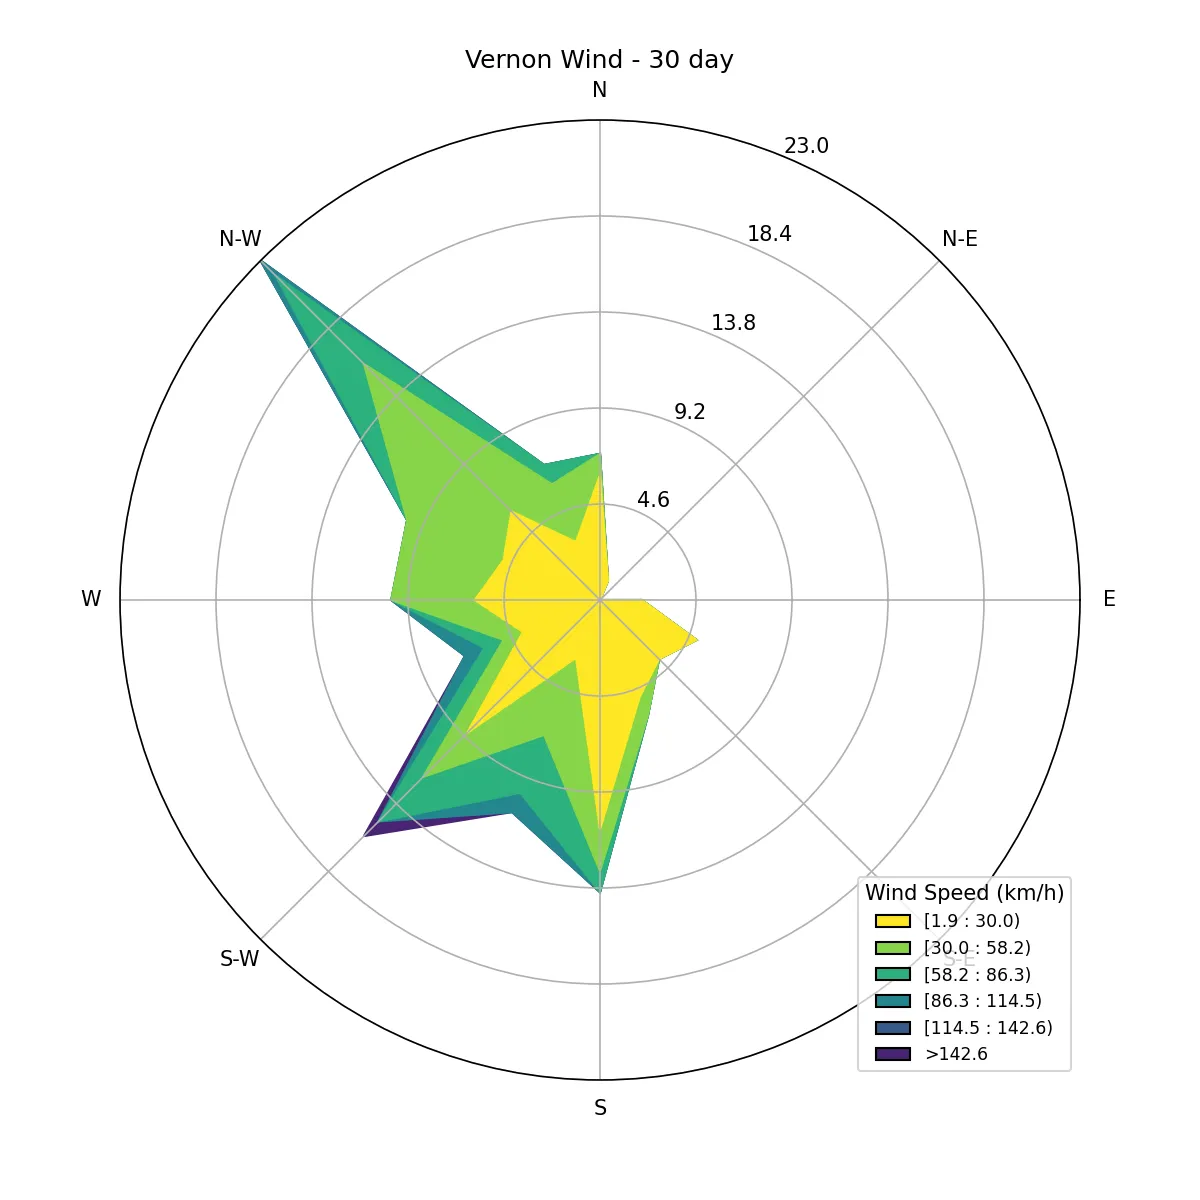 Vernon Wind - 30 day
N
23.0
N-W
18.4
N-E
13.8
9.2
4.6
W
E
Wind Speed (km/h)
[1.9 : 30.0)
[30.0 : 58.2)
S-W
S-E
[58.2 : 86.3)
[86.3 : 114.5)
[114.5 : 142.6)
>142.6
S